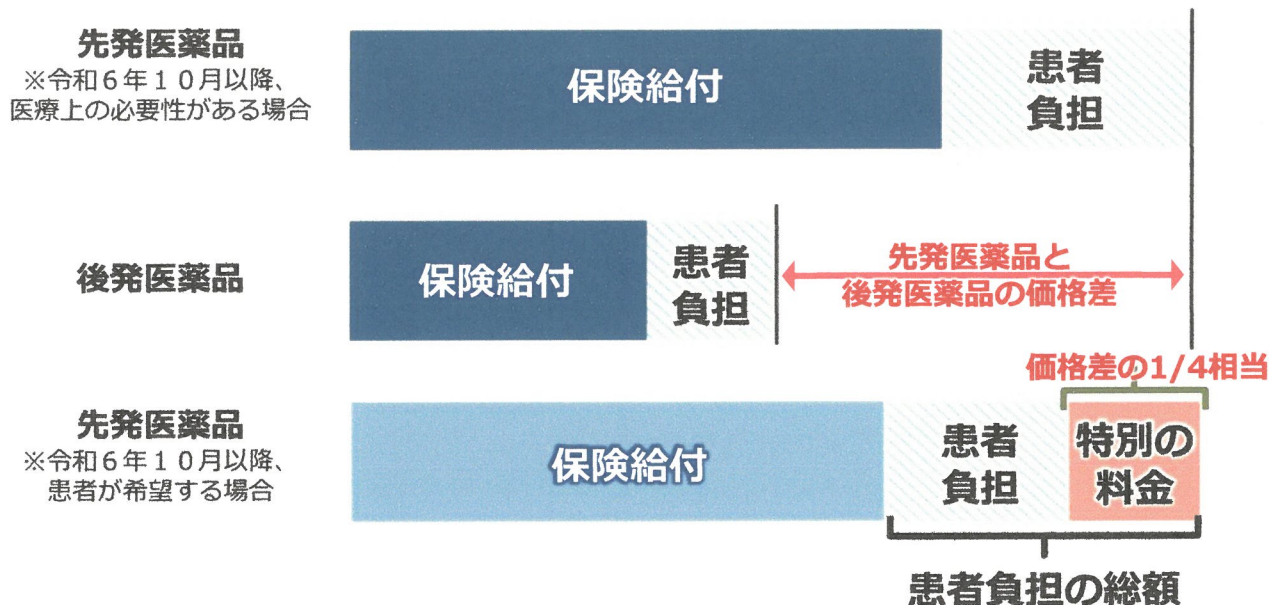 先発医薬品
※令和６年１０月以降、
医療上の必要性がある場合
保険給付
患者
負担
後発医薬品
保険給付
患者
負担
先発医薬品と
後発医薬品の価格差
価格差の1/4相当
先発医薬品
※令和６年１０月以降、
患者が希望する場合
保険給付
患者
負担
特別の
料金
患者負担の総額